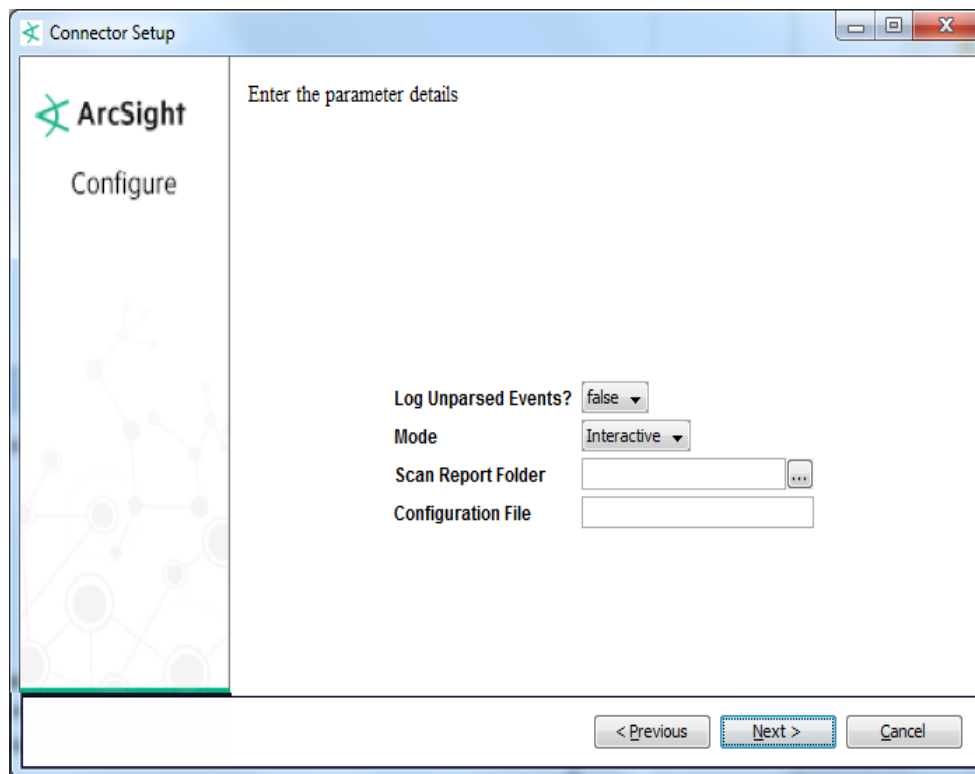 Connector Setup
ArcSight
Configure
Enter the parameter details
Log Unparsed Events? false
Mode Interactive
Scan Report Folder ...
Configuration File
< Previous Next > Cancel